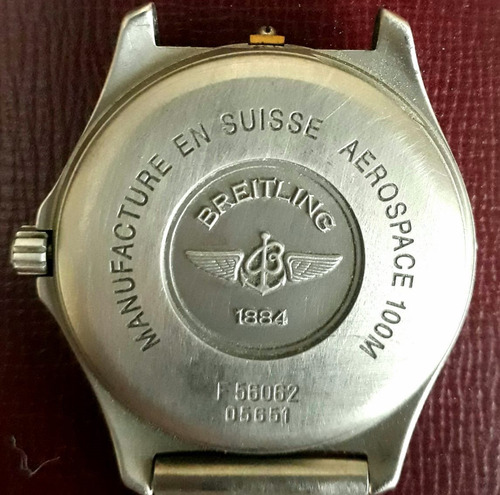 MANUFACTURE EN SUISSE AEROSPACE 100M
BREITLING
1884
F 56062
05651